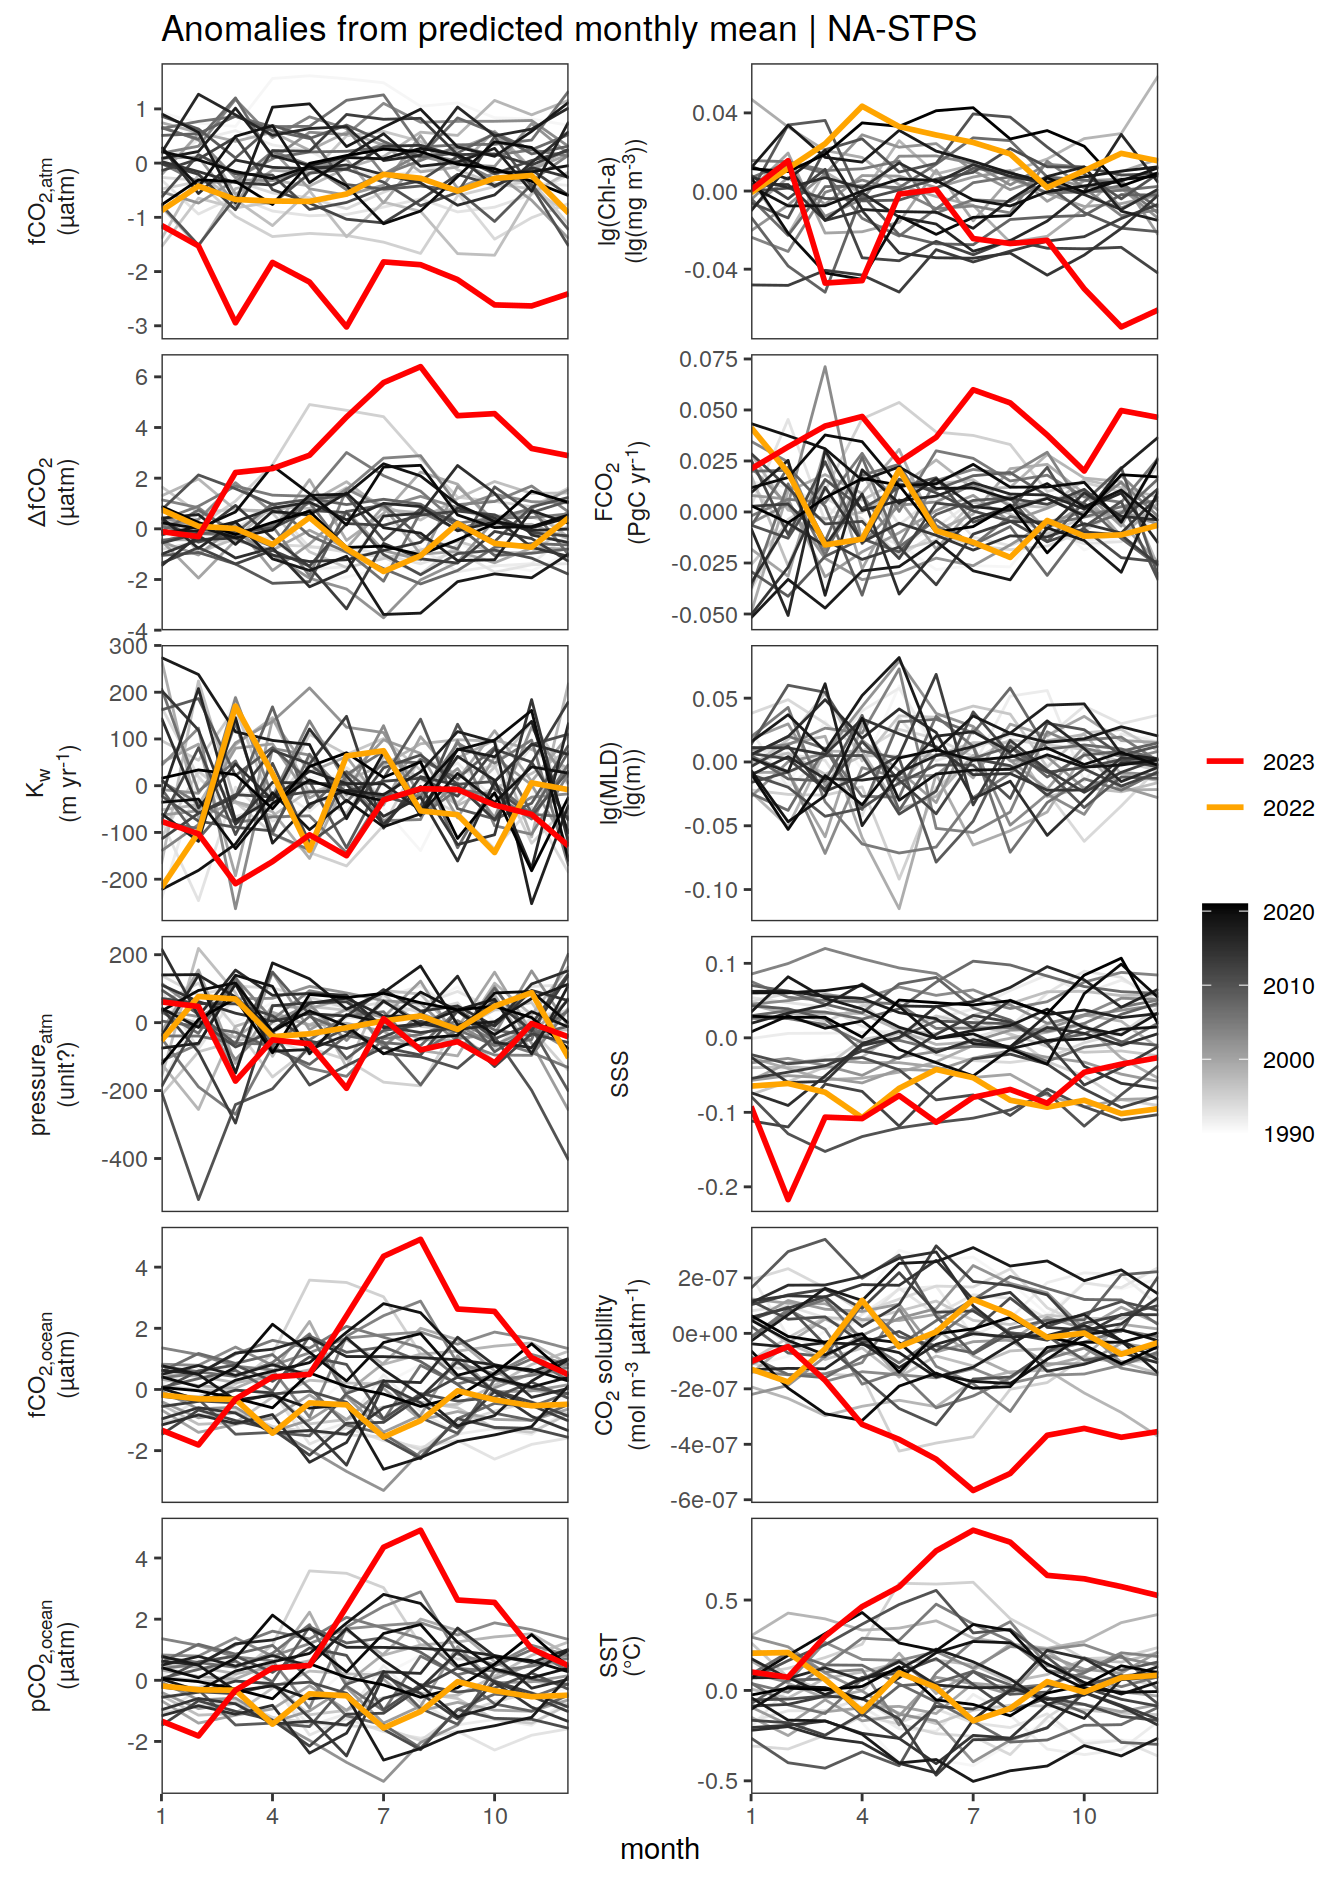 Anomalies from predicted monthly mean | NA-STPS
fCO2,atm
(µatm)
1
0
-1
-2
-3
lg(Chl-a)
(lg(mg m-3))
0.04
0.00
-0.04
ΔfCO2
(µatm)
6
4
2
0
-2
-4
FCO2
(PgC yr-1)
0.075
0.050
0.025
0.000
-0.025
-0.050
Kw
(m yr-1)
300
200
100
0
-100
-200
lg(MLD)
(lg(m))
0.05
0.00
-0.05
-0.10
pressureatm
(unit?)
200
0
-200
-400
SSS
0.1
0.0
-0.1
-0.2
fCO2,ocean
(µatm)
4
2
0
-2
CO2 solubility
(mol m-3 µatm-1)
2e-07
0e+00
-2e-07
-4e-07
-6e-07
pCO2,ocean
(µatm)
4
2
0
-2
1
4
7
10
SST
(°C)
0.5
0.0
-0.5
1
4
7
10
month
2023
2022
2020
2010
2000
1990